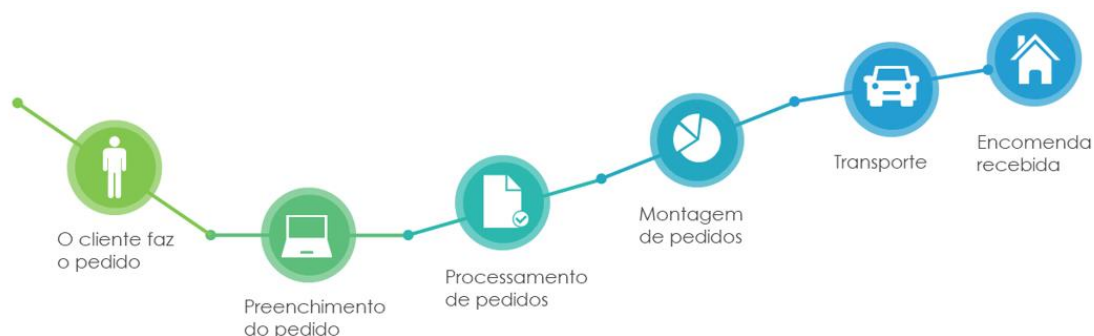 O cliente faz
o pedido
Preenchimento
do pedido
Processamento
de pedidos
Montagem
de pedidos
Transporte
Encomenda
recebida